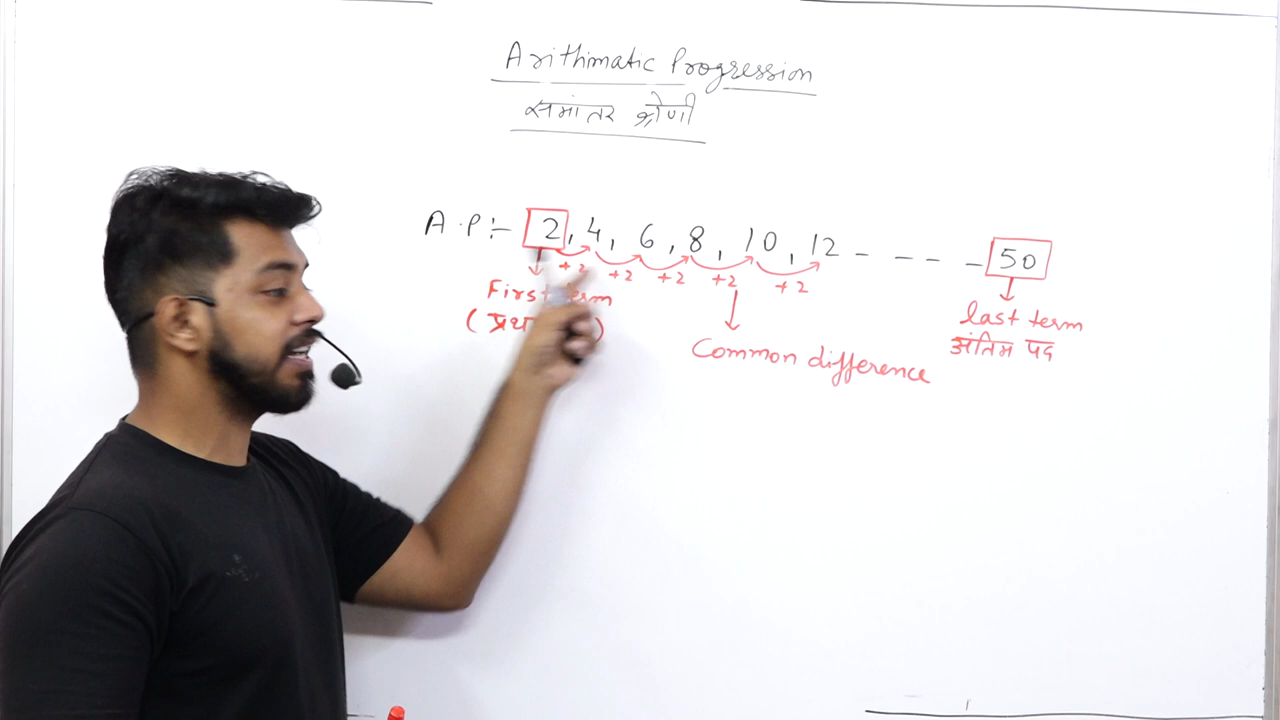 Arithimatic Progression
समांतर श्रेणी
A.P:- 2, 4, 6, 8, 10, 12 - - - - 50
+2 +2 +2 +2 +2
First term
last term
अंतिम पद
Common difference